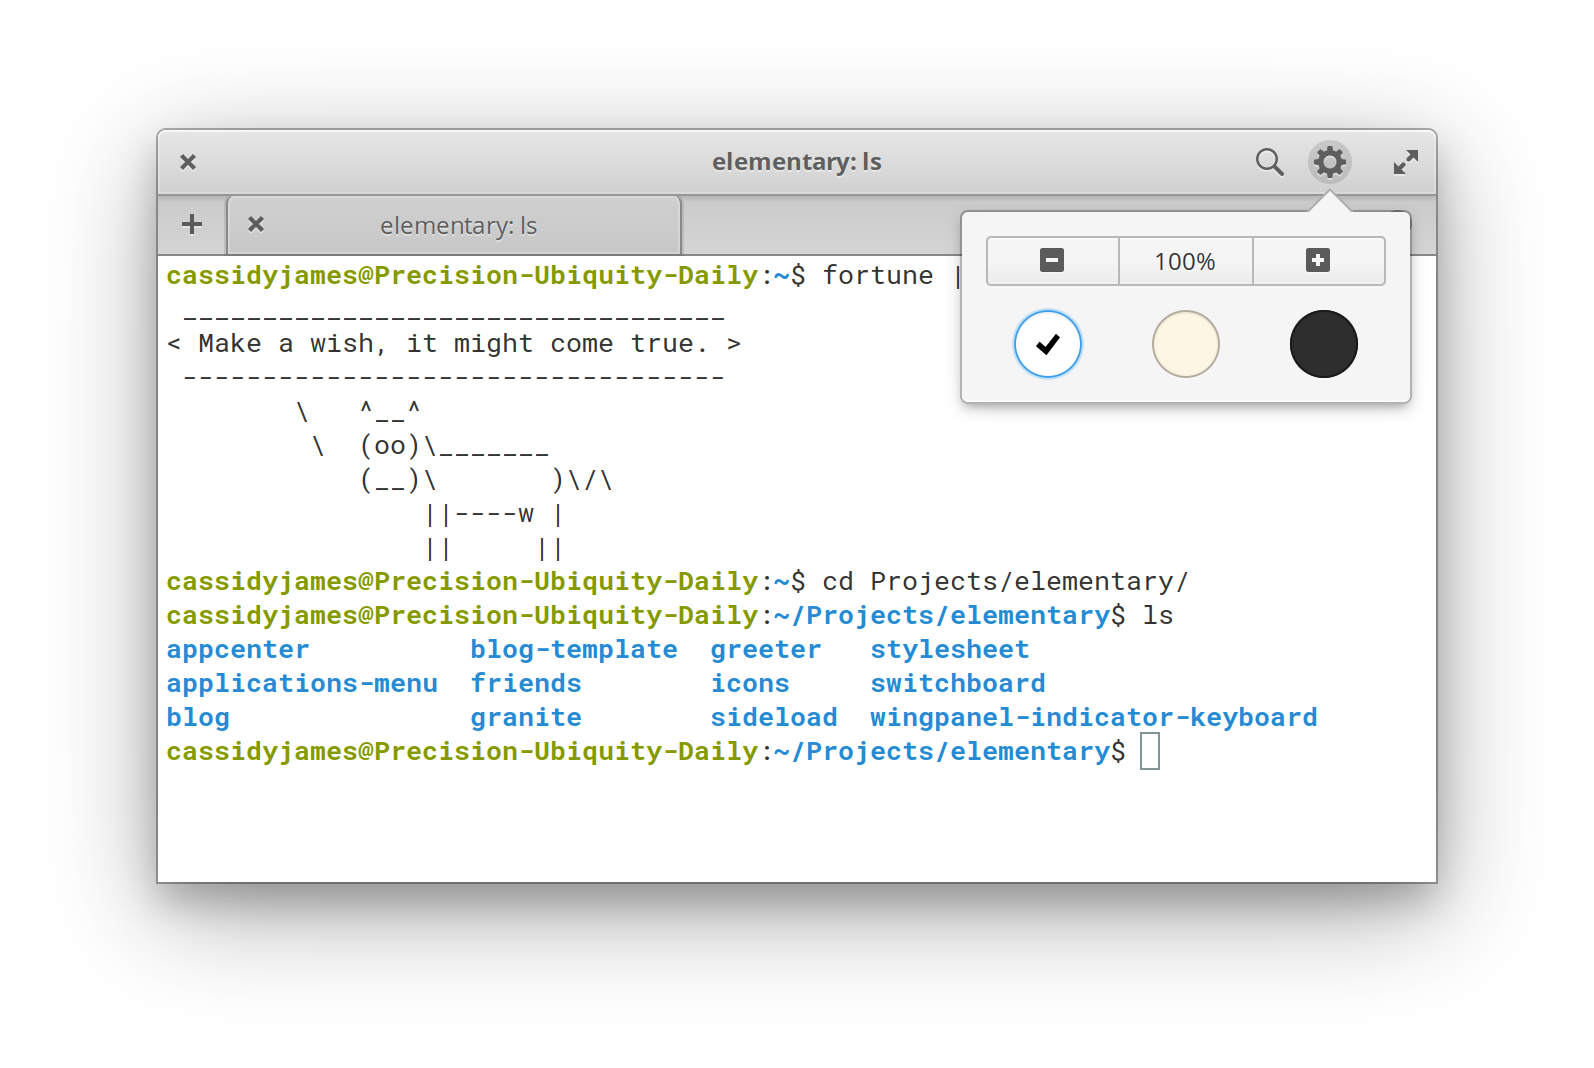 elementary: ls
elementary: ls
100%
cassidyjames@Precision-Ubiquity-Daily:~$ fortune |
 __________________________________
< Make a wish, it might come true. >
 ----------------------------------
        \   ^__^
         \  (oo)\_______
            (__)\       )\/\
                ||----w |
                ||     ||
cassidyjames@Precision-Ubiquity-Daily:~$ cd Projects/elementary/
cassidyjames@Precision-Ubiquity-Daily:~/Projects/elementary$ ls
appcenter          blog-template  greeter   stylesheet
applications-menu  friends        icons     switchboard
blog               granite        sideload  wingpanel-indicator-keyboard
cassidyjames@Precision-Ubiquity-Daily:~/Projects/elementary$